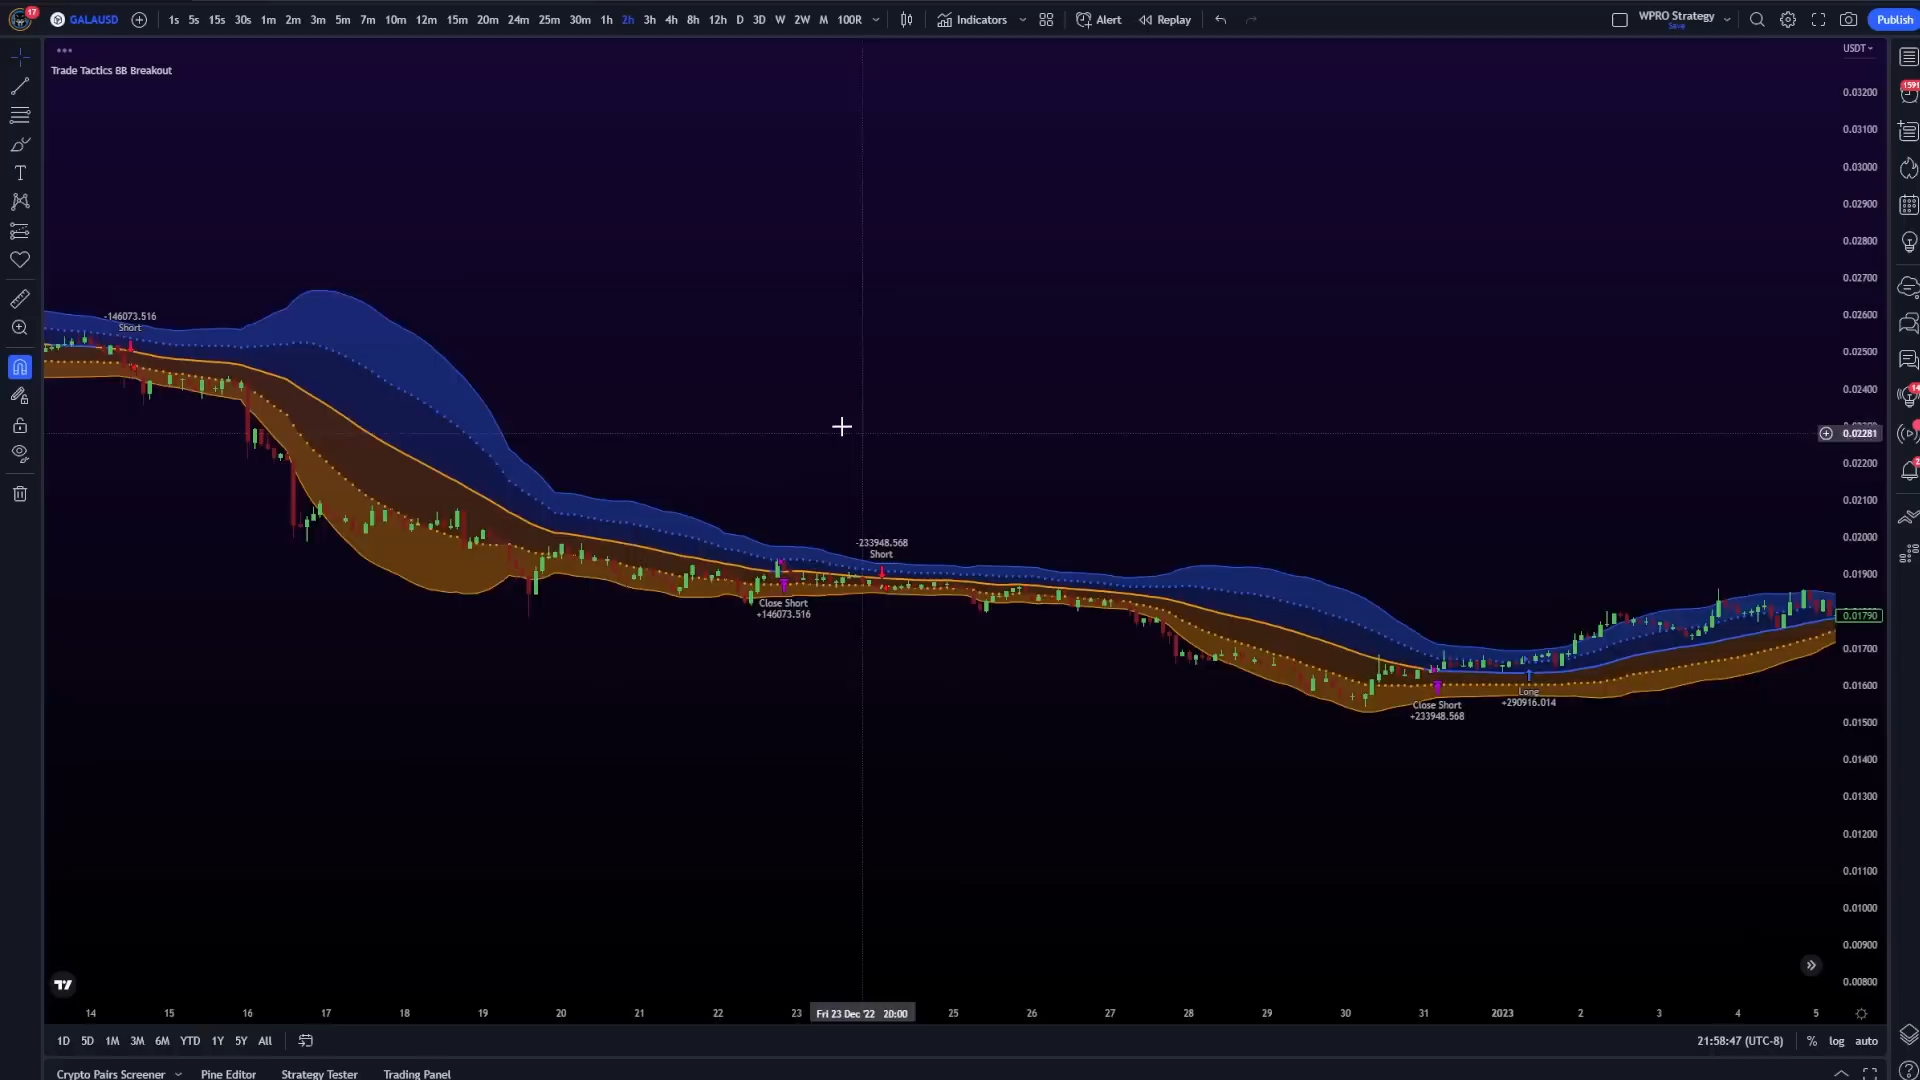 17 GALAUSD 1s 5s 15s 30s 1m 2m 3m 5m 7m 10m 12m 15m 20m 24m 25m 30m 1h 2h 3h 4h 8h 12h D 3D W 2W M 100R Indicators Alert Replay WPRO Strategy Save Publish
Trade Tactics BB Breakout
USDT
0.03200
0.03100
0.03000
0.02900
0.02800
0.02700
0.02600
0.02500
0.02400
0.02281
0.02200
0.02100
0.02000
0.01900
0.01790
0.01700
0.01600
0.01500
0.01400
0.01300
0.01200
0.01100
0.01000
0.00900
0.00800
1591
-146073.516
Short
-233948.568
Short
Close Short
+146073.516
Close Short
+233948.568
Long
+290916.014
14 15 16 17 18 19 20 21 22 23 Fri 23 Dec '22 20:00 25 26 27 28 29 30 31 2023 2 3 4 5
1D 5D 1M 3M 6M YTD 1Y 5Y All 21:58:47 (UTC-8) % log auto
Crypto Pairs Screener Pine Editor Strategy Tester Trading Panel